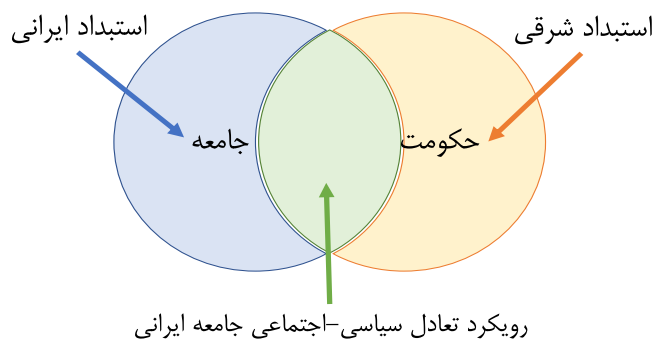 استبداد شرقی
استبداد ایرانی
حکومت
جامعه
رویکرد تعادل سیاسی-اجتماعی جامعه ایرانی